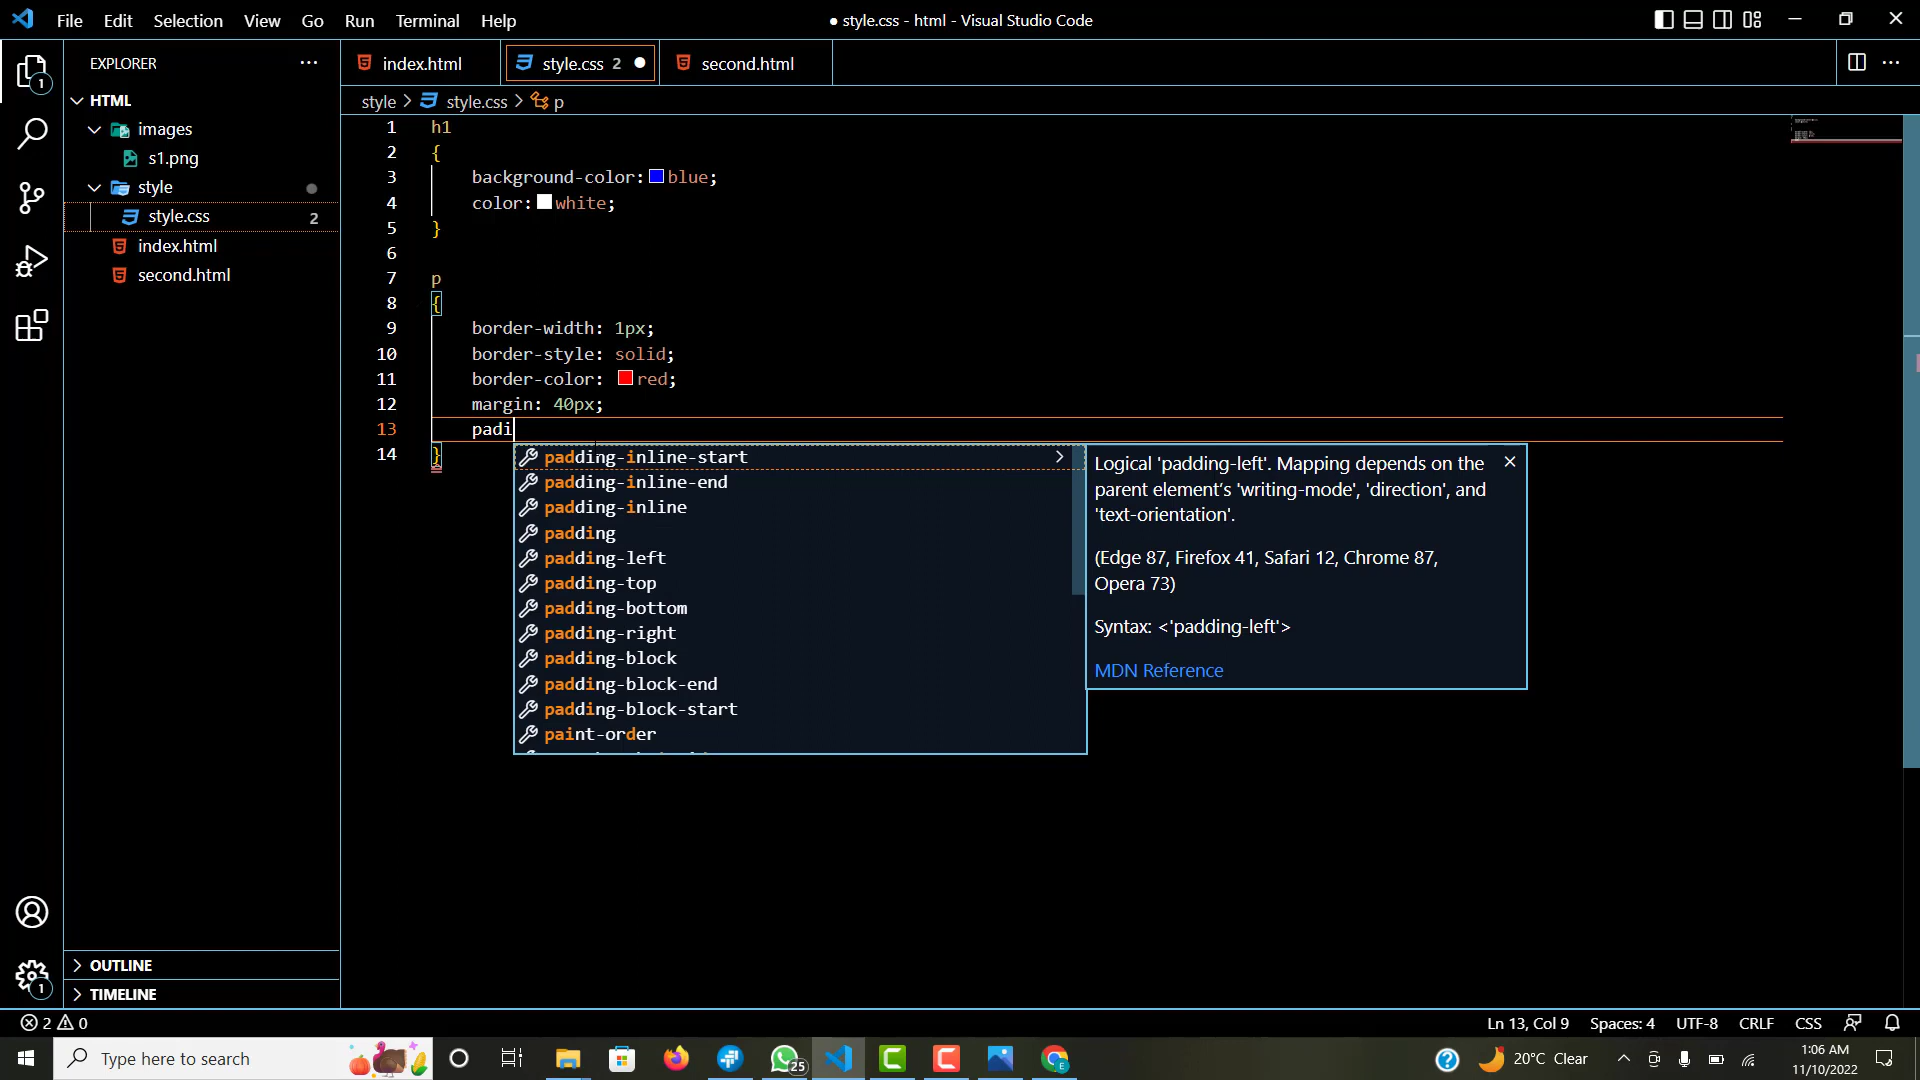 File Edit Selection View Go Run Terminal Help
● style.css - html - Visual Studio Code
EXPLORER
index.html
style.css 2
second.html
HTML
style > style.css > p
images
s1.png
style
style.css 2
index.html
second.html
1 h1
2 {
3 background-color: blue;
4 color: white;
5 }
6
7 p
8 {
9 border-width: 1px;
10 border-style: solid;
11 border-color: red;
12 margin: 40px;
13 padi
14 }
padding-inline-start
padding-inline-end
padding-inline
padding
padding-left
padding-top
padding-bottom
padding-right
padding-block
padding-block-end
padding-block-start
paint-order
Logical 'padding-left'. Mapping depends on the
parent element's 'writing-mode', 'direction', and
'text-orientation'.
(Edge 87, Firefox 41, Safari 12, Chrome 87,
Opera 73)
Syntax: <'padding-left'>
MDN Reference
1
1
OUTLINE
TIMELINE
2 0
Ln 13, Col 9 Spaces: 4 UTF-8 CRLF CSS
Type here to search
25
E
20°C Clear
1:06 AM
11/10/2022